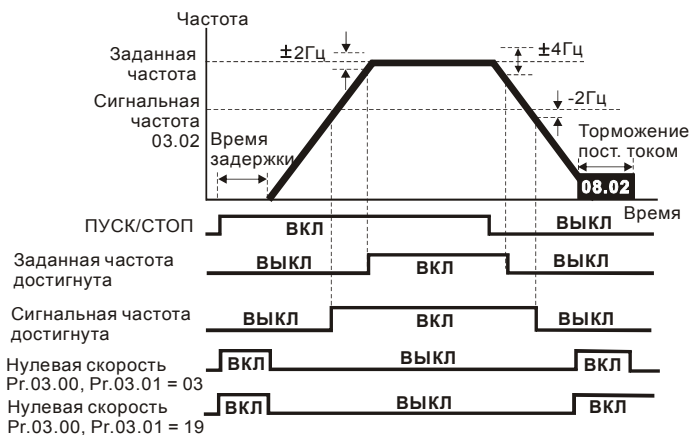 Частота
Заданная
частота
±2Гц
±4Гц
Сигнальная
частота
03.02
-2Гц
Время
задержки
Торможение
пост. током
08.02
Время
ПУСК/СТОП
ВКЛ
ВЫКЛ
Заданная частота
достигнута
ВЫКЛ
ВКЛ
ВЫКЛ
Сигнальная частота
достигнута
ВЫКЛ
ВКЛ
ВЫКЛ
Нулевая скорость
Pr.03.00, Pr.03.01 = 03
ВКЛ
ВЫКЛ
ВКЛ
Нулевая скорость
Pr.03.00, Pr.03.01 = 19
ВКЛ
ВЫКЛ
ВКЛ